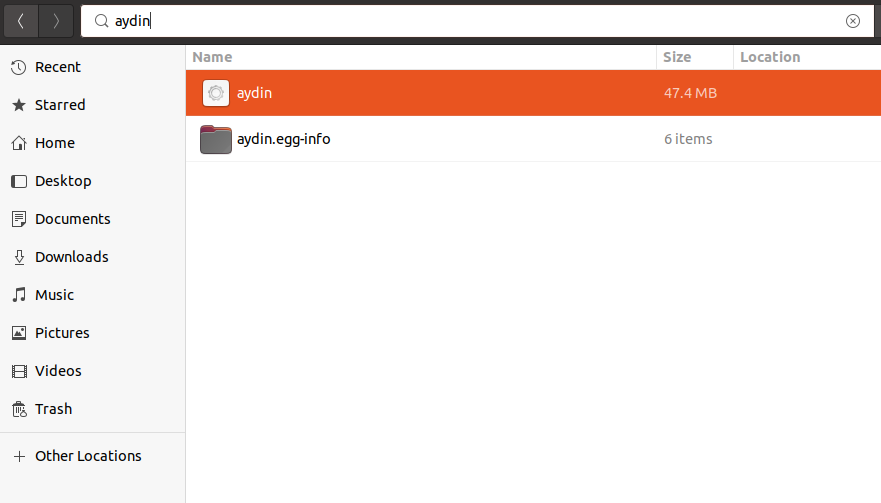 aydin
Name Size Location
aydin 47.4 MB
aydin.egg-info 6 items
Recent
Starred
Home
Desktop
Documents
Downloads
Music
Pictures
Videos
Trash
Other Locations